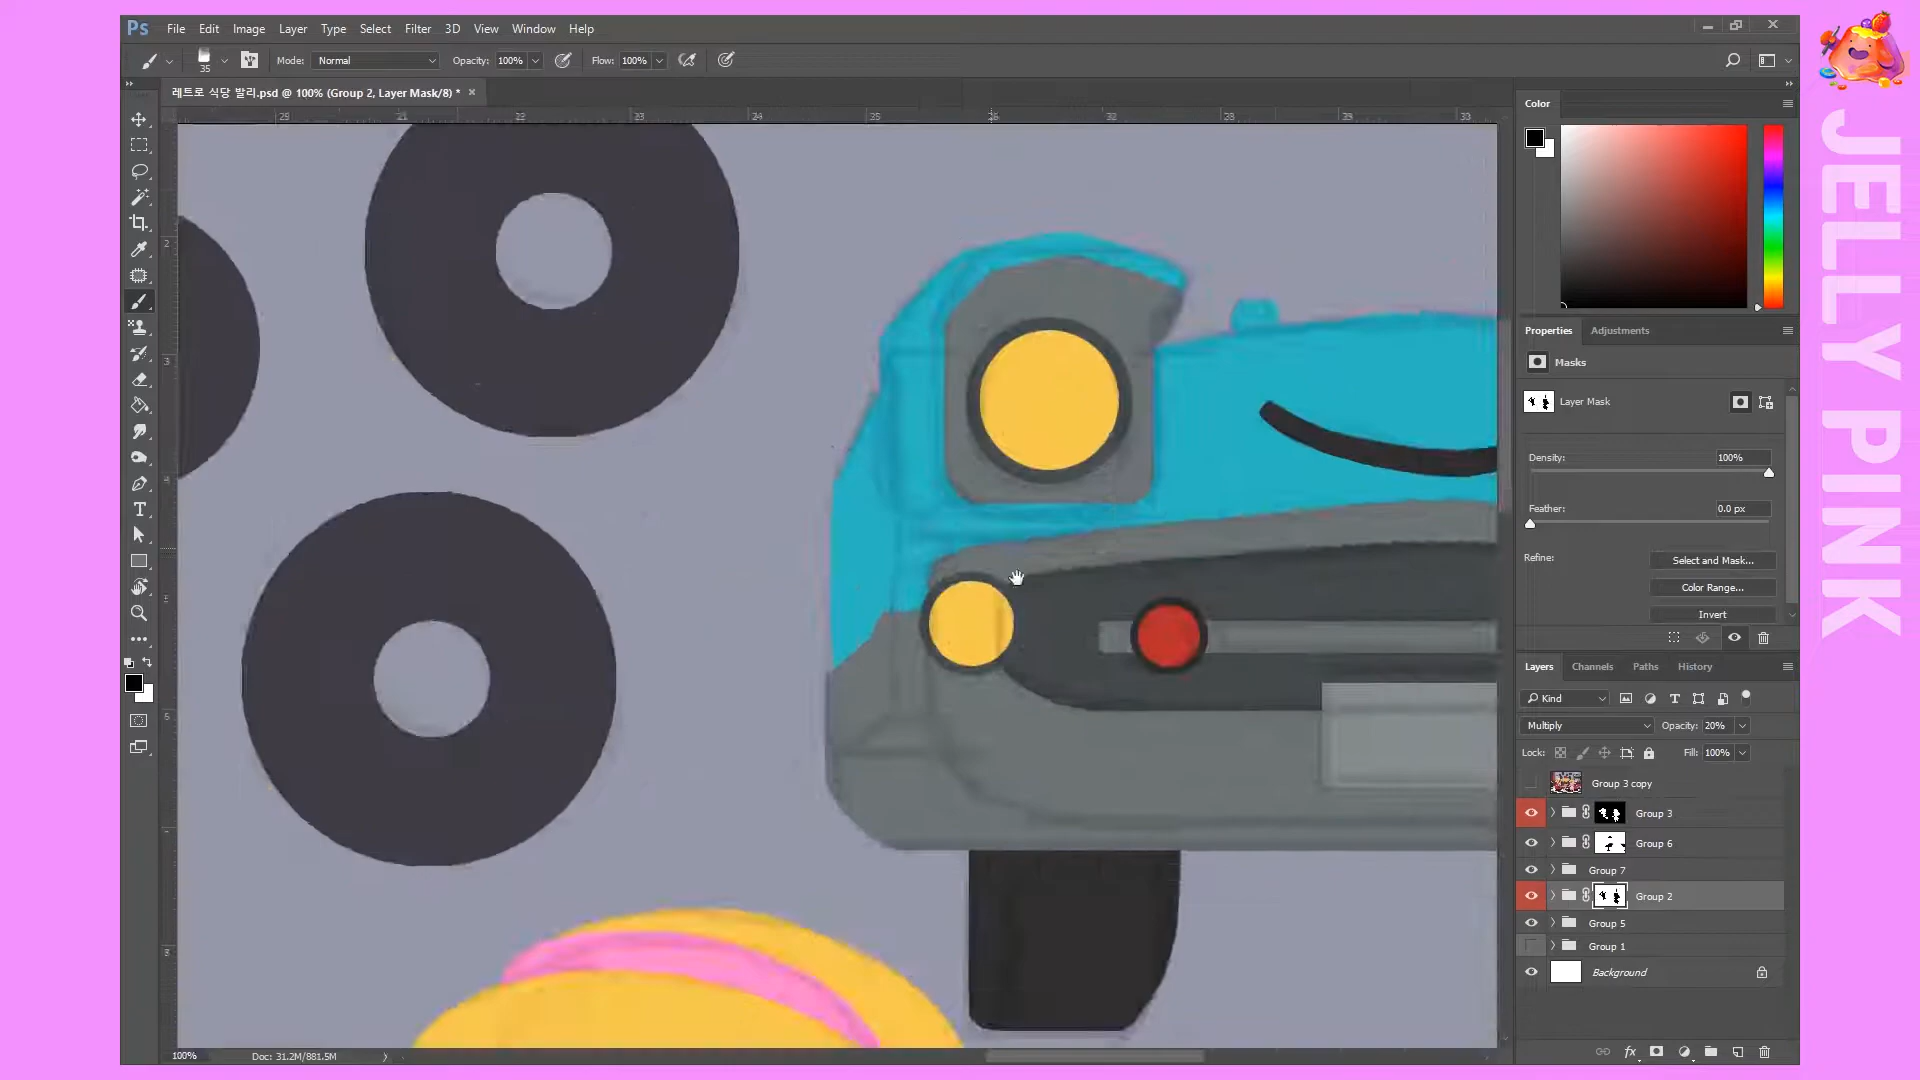 Ps File Edit Image Layer Type Select Filter 3D View Window Help
35 Mode: Normal Opacity: 100% Flow: 100%
레트로 식당 발리.psd @ 100% (Group 2, Layer Mask/8) *
Color
Properties Adjustments
Masks
Layer Mask
Density: 100%
Feather: 0.0 px
Refine: Select and Mask...
Color Range...
Invert
Layers Channels Paths History
Kind
Multiply Opacity: 20%
Lock: Fill: 100%
Group 3 copy
Group 3
Group 6
Group 7
Group 2
Group 5
Group 1
Background
100% Doc: 31.2M/881.5M
JELLY PINK